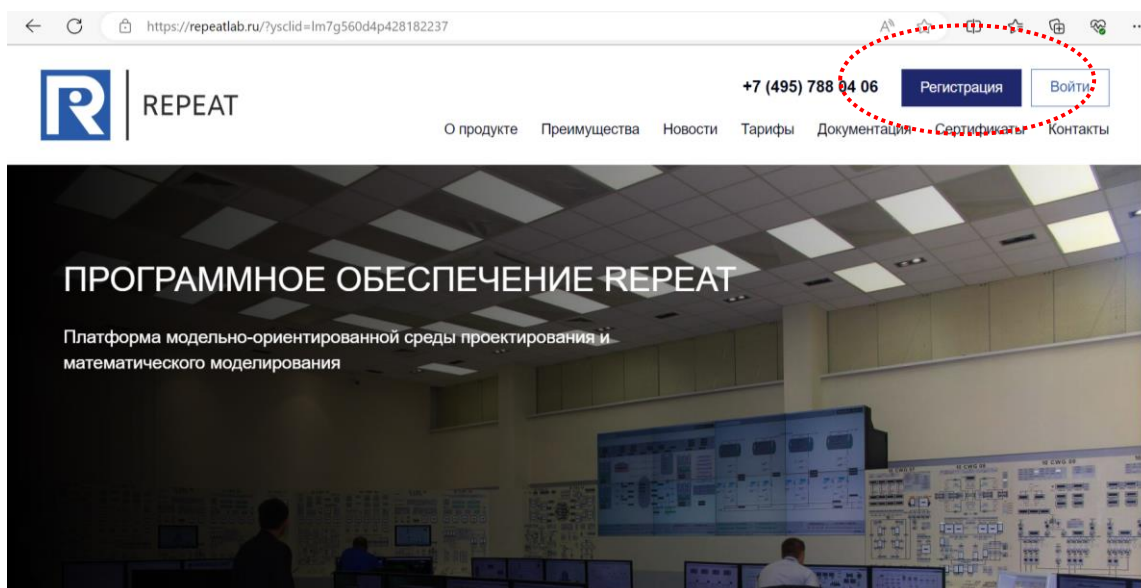 https://repeatlab.ru/?ysclid=lm7g560d4p428182237
REPEAT
+7 (495) 788 04 06
Регистрация
Войти
О продукте Преимущества Новости Тарифы Документация Сертификаты Контакты
ПРОГРАММНОЕ ОБЕСПЕЧЕНИЕ REPEAT
Платформа модельно-ориентированной среды проектирования и
математического моделирования